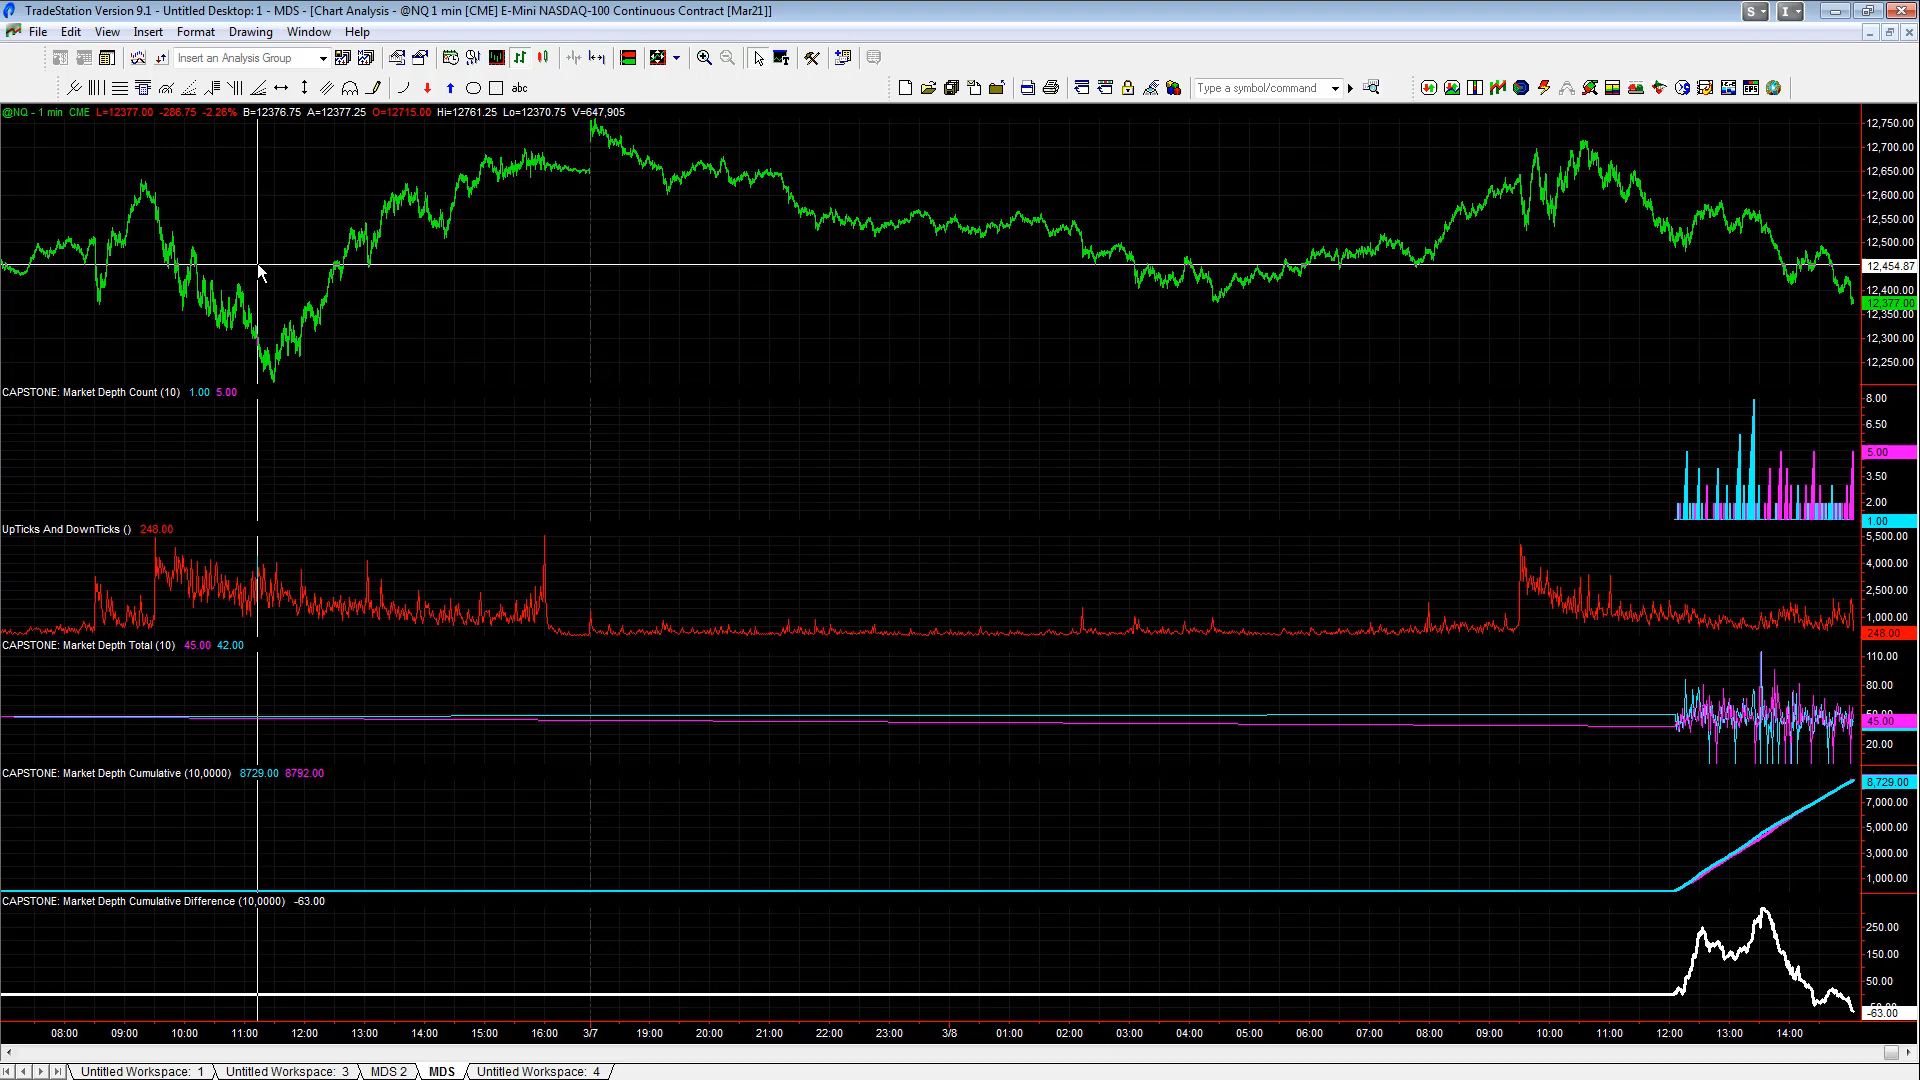 TradeStation Version 9.1 - Untitled Desktop: 1 - MDS - [Chart Analysis - @NQ 1 min [CME] E-Mini NASDAQ-100 Continuous Contract [Mar21]]
S I
File Edit View Insert Format Drawing Window Help
Insert an Analysis Group
abc
Type a symbol/command
@NQ - 1 min CME L=12377.00 -286.75 -2.26% B=12376.75 A=12377.25 O=12715.00 Hi=12761.25 Lo=12370.75 V=647,905
12,750.00
12,700.00
12,650.00
12,600.00
12,550.00
12,500.00
12,454.87
12,400.00
12,377.00
12,350.00
12,300.00
12,250.00
CAPSTONE: Market Depth Count (10) 1.00 5.00
8.00
6.50
5.00
3.50
2.00
1.00
UpTicks And DownTicks () 248.00
5,500.00
4,000.00
2,500.00
1,000.00
248.00
CAPSTONE: Market Depth Total (10) 45.00 42.00
110.00
80.00
50.00
45.00
20.00
CAPSTONE: Market Depth Cumulative (10,0000) 8729.00 8792.00
8,729.00
7,000.00
5,000.00
3,000.00
1,000.00
CAPSTONE: Market Depth Cumulative Difference (10,0000) -63.00
250.00
150.00
50.00
-50.00
-63.00
08:00 09:00 10:00 11:00 12:00 13:00 14:00 15:00 16:00 3/7 19:00 20:00 21:00 22:00 23:00 3/8 01:00 02:00 03:00 04:00 05:00 06:00 07:00 08:00 09:00 10:00 11:00 12:00 13:00 14:00
Untitled Workspace: 1 Untitled Workspace: 3 MDS 2 MDS Untitled Workspace: 4